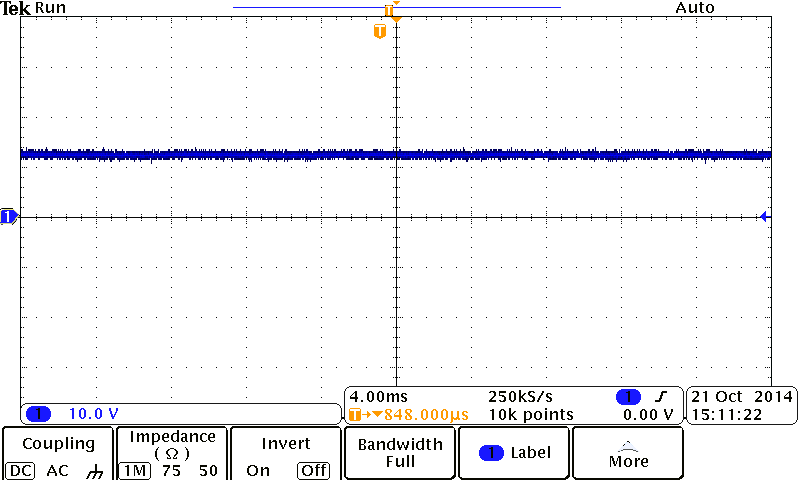 Tek Run Auto
T
T
1
1 10.0 V
4.00ms 250kS/s 1
T→▼848.000µs 10k points 0.00 V
21 Oct 2014
15:11:22
Coupling
DC AC
Impedance
(Ω)
1M 75 50
Invert
On Off
Bandwidth
Full
1 Label
More